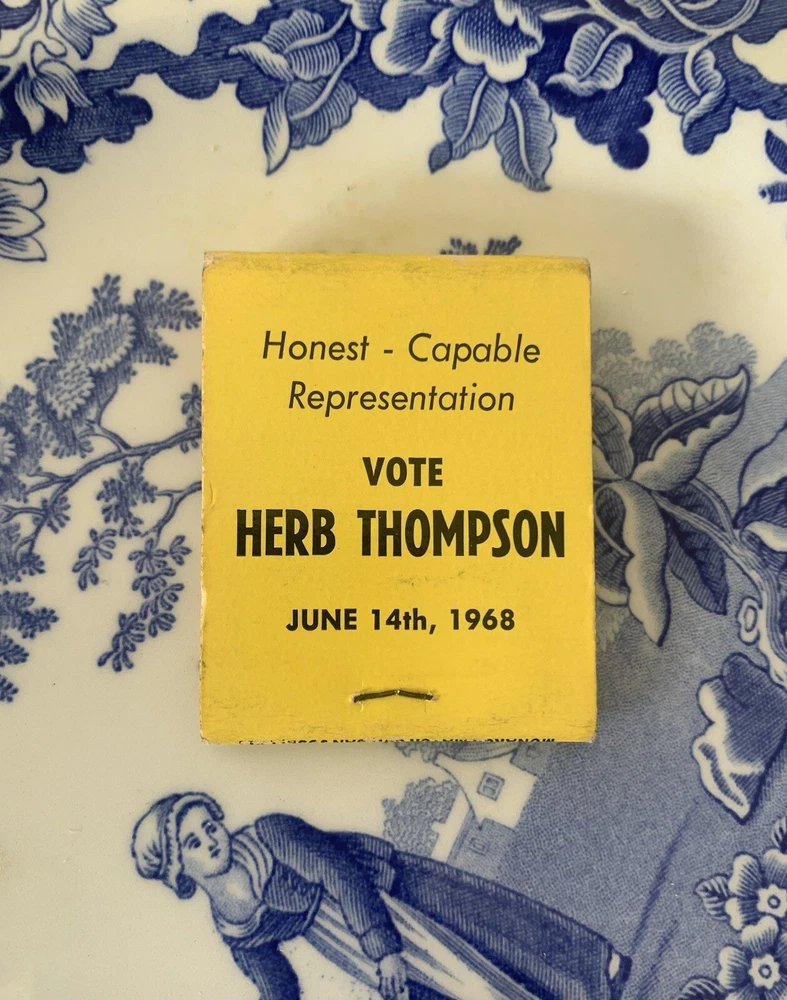 Honest - Capable
Representation
VOTE
HERB THOMPSON
JUNE 14th, 1968